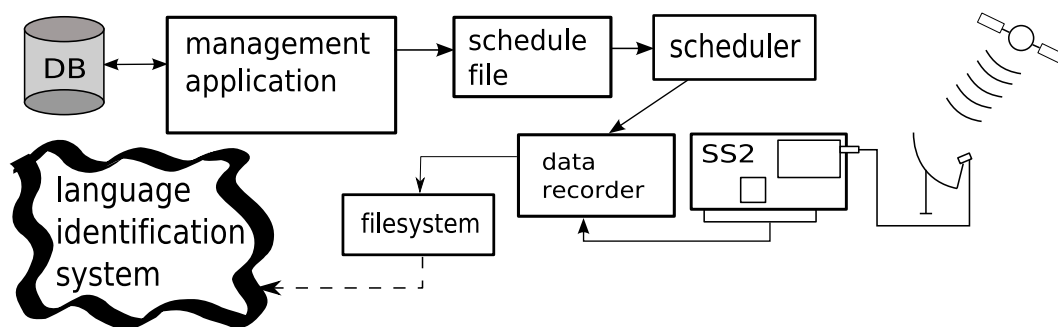 DB
management
application
schedule
file
scheduler
language
identification
system
filesystem
data
recorder
SS2